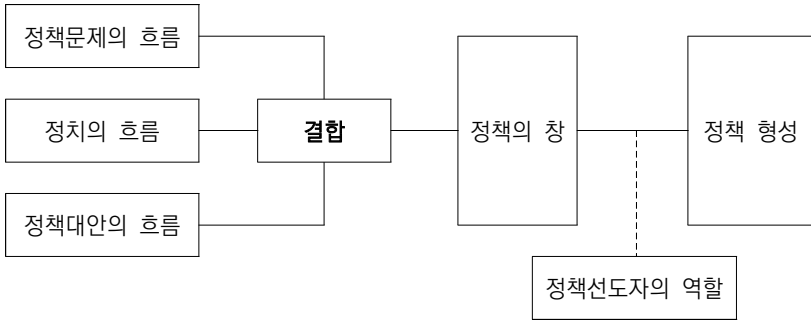 정책문제의 흐름
정치의 흐름
정책대안의 흐름
결합
정책의 창
정책 형성
정책선도자의 역할